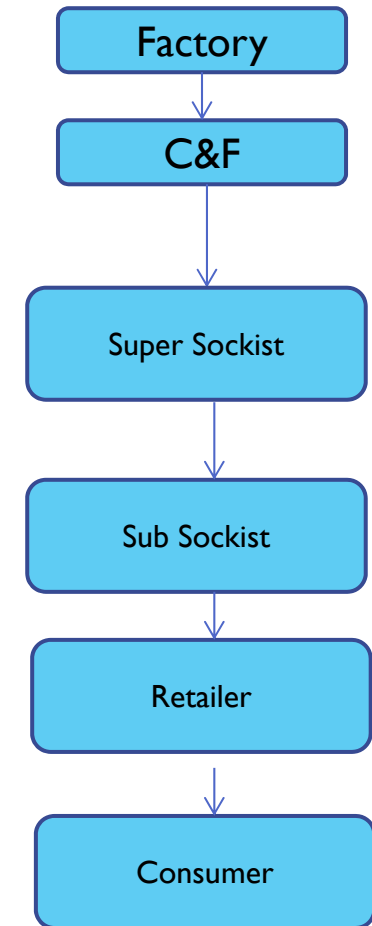 Factory
C&F
Super Sockist
Sub Sockist
Retailer
Consumer